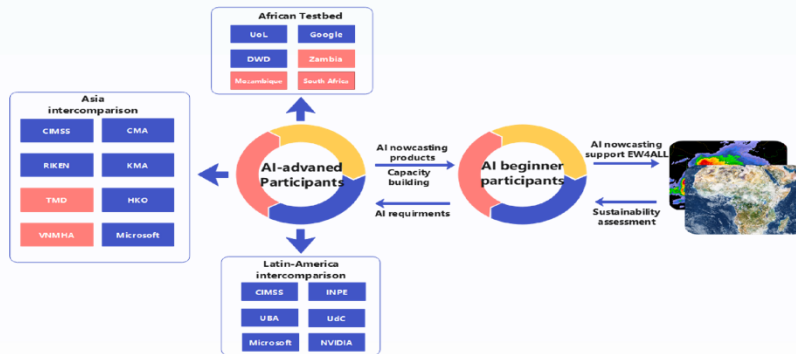 African Testbed
UoL
Google
DWD
Zambia
Mozambique
South Africa
Asia
intercomparison
CIMSS
CMA
RIKEN
KMA
TMD
HKO
VNMHA
Microsoft
AI-advaned
Participants
AI nowcasting
products
Capacity
building
AI requirments
AI beginner
participants
AI nowcasting
support EW4ALL
Sustainability
assessment
Latin-America
intercomparison
CIMSS
INPE
UBA
UdC
Microsoft
NVIDIA